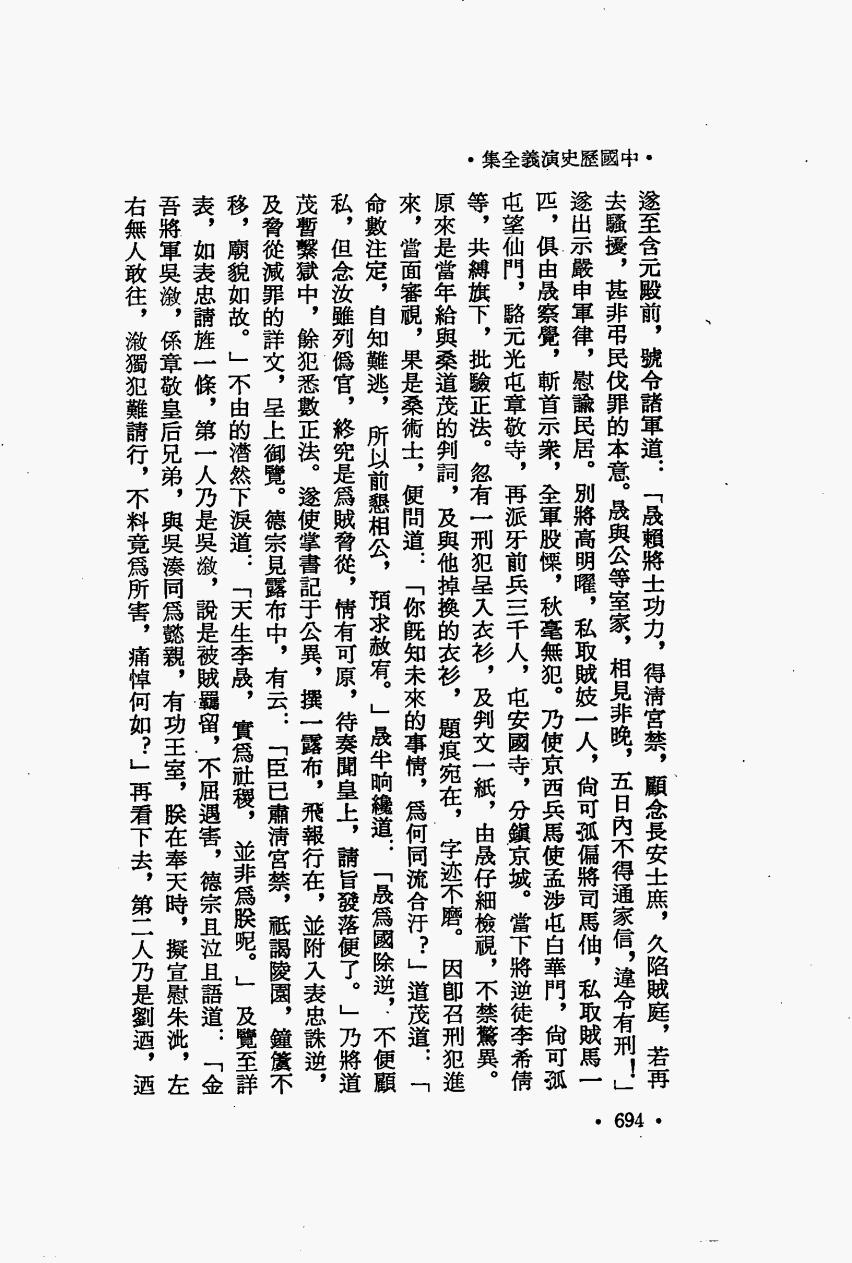 •中國歷史演義全集•
遂至含元殿前，號令諸軍道：「晟賴將士功力，得清宮禁，顧念長安士庶，久陷賊庭，若再
去騷擾，甚非弔民伐罪的本意。晟與公等室家，相見非晚，五日內不得通家信，違令有刑！」
遂出示嚴申軍律，慰諭民居。別將高明曜，私取賊妓一人，尙可孤偏將司馬伷，私取賊馬一
匹，俱由晟察覺，斬首示衆，全軍股慄，秋毫無犯。乃使京西兵馬使孟涉屯白華門，尙可孤
屯望仙門，駱元光屯章敬寺，再派牙前兵三千人，屯安國寺，分鎭京城。當下將逆徒李希倩
等，共縛旗下，批驗正法。忽有一刑犯呈入衣衫，及判文一紙，由晟仔細檢視，不禁驚異。
原來是當年給與桑道茂的判詞，及與他掉換的衣衫，題痕宛在，字迹不磨。因卽召刑犯進
來，當面審視，果是桑術士，便問道：「你旣知未來的事情，爲何同流合汙？」道茂道：「
命數注定，自知難逃，所以前懇相公，預求赦宥。」晟半晌纔道：「晟爲國除逆，不便顧
私，但念汝雖列僞官，終究是爲賊脅從，情有可原，待奏聞皇上，請旨發落便了。」乃將道
茂暫繫獄中，餘犯悉數正法。遂使掌書記于公異，撰一露布，飛報行在，並附入表忠誅逆，
及脅從減罪的詳文，呈上御覽。德宗見露布中，有云：「臣已肅清宮禁，祗謁陵園，鐘簴不
移，廟貌如故。」不由的潸然下淚道：「天生李晟，實爲社稷，並非爲朕呢。」及覽至詳
表，如表忠請旌一條，第一人乃是吳漵，說是被賊羈留，不屈遇害，德宗且泣且語道：「金
吾將軍吳漵，係章敬皇后兄弟，與吳湊同爲懿親，有功王室，朕在奉天時，擬宣慰朱泚，左
右無人敢往，漵獨犯難請行，不料竟爲所害，痛悼何如？」再看下去，第二人乃是劉迺，迺
•694•